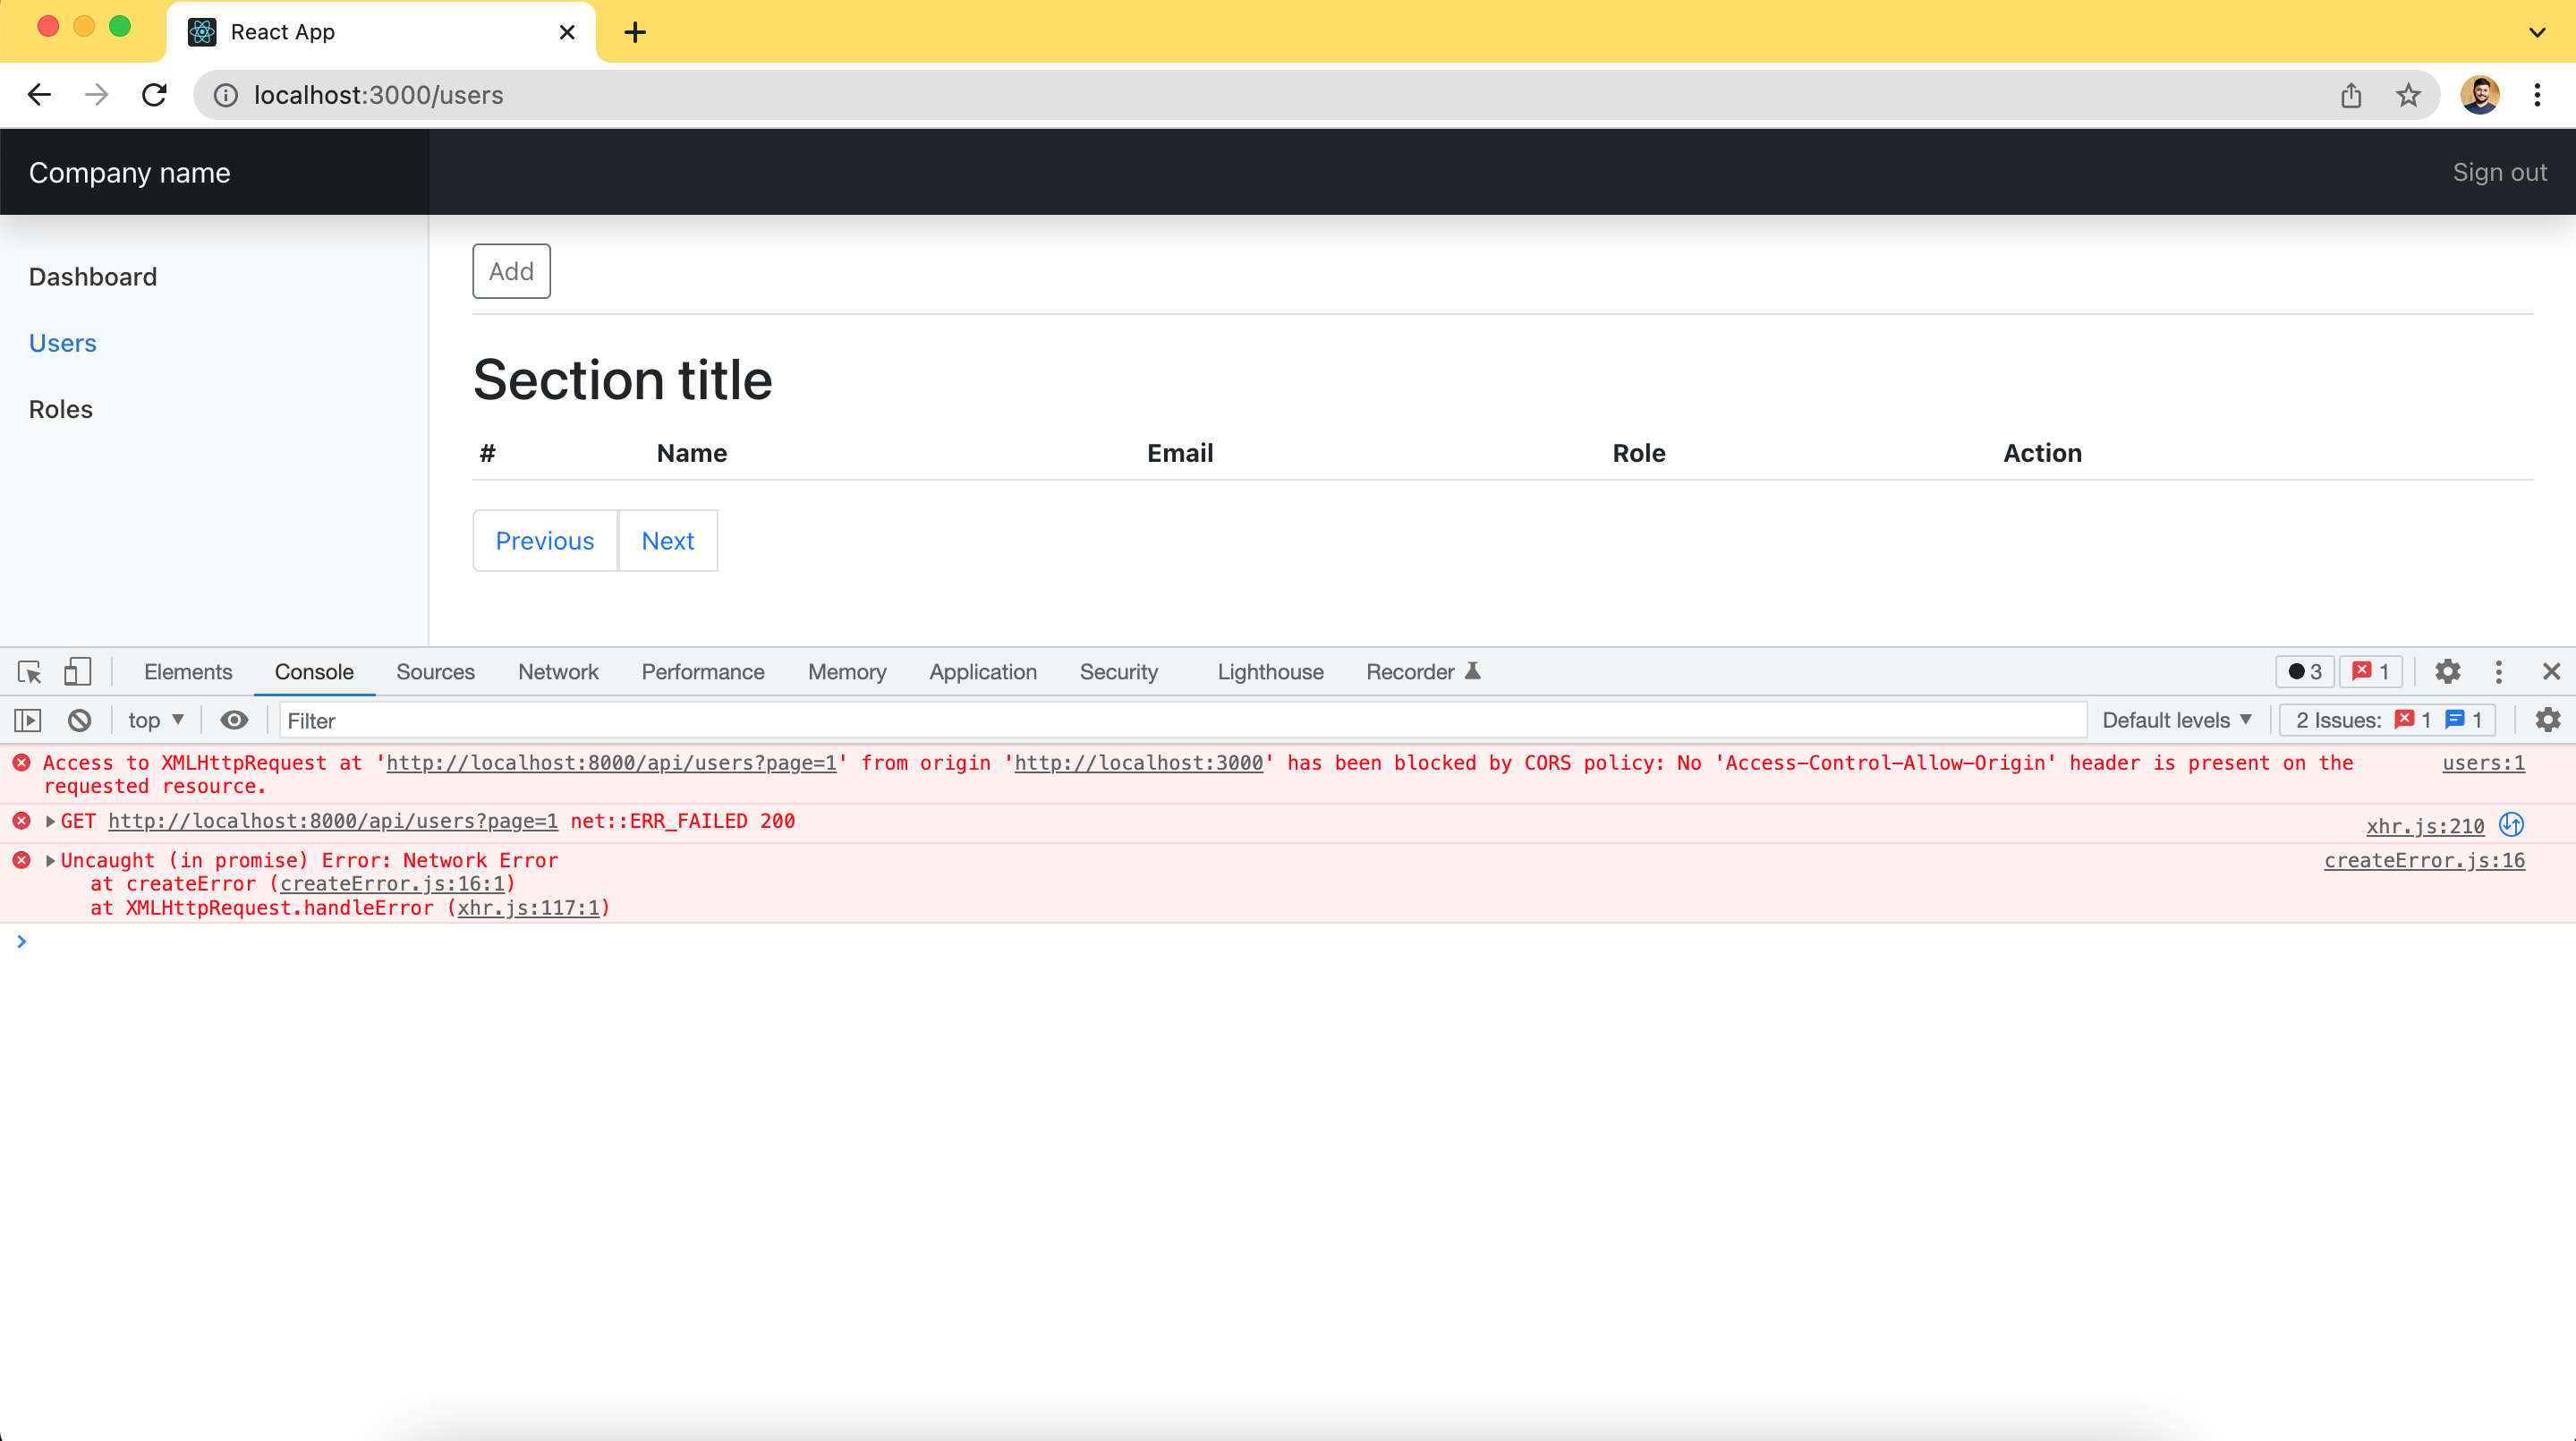 React App
localhost:3000/users
Company name
Sign out
Dashboard
Users
Roles
Add
Section title
# Name Email Role Action
Previous Next
Elements Console Sources Network Performance Memory Application Security Lighthouse Recorder 3 1
top Filter Default levels 2 Issues: 1 1
Access to XMLHttpRequest at 'http://localhost:8000/api/users?page=1' from origin 'http://localhost:3000' has been blocked by CORS policy: No 'Access-Control-Allow-Origin' header is present on the users:1
requested resource.
GET http://localhost:8000/api/users?page=1 net::ERR_FAILED 200 xhr.js:210
Uncaught (in promise) Error: Network Error createError.js:16
at createError (createError.js:16:1)
at XMLHttpRequest.handleError (xhr.js:117:1)